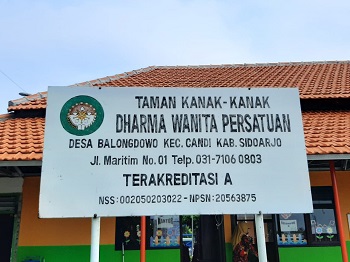 TAMAN KANAK-KANAK
DHARMA WANITA PERSATUAN
DESA BALONGDOWO KEC. CANDI KAB. SIDOARJO
Jl. Maritim No. 01 Telp. 031-7106 0803
TERAKREDITASI A
NSS: 002050203022 - NPSN: 20563875